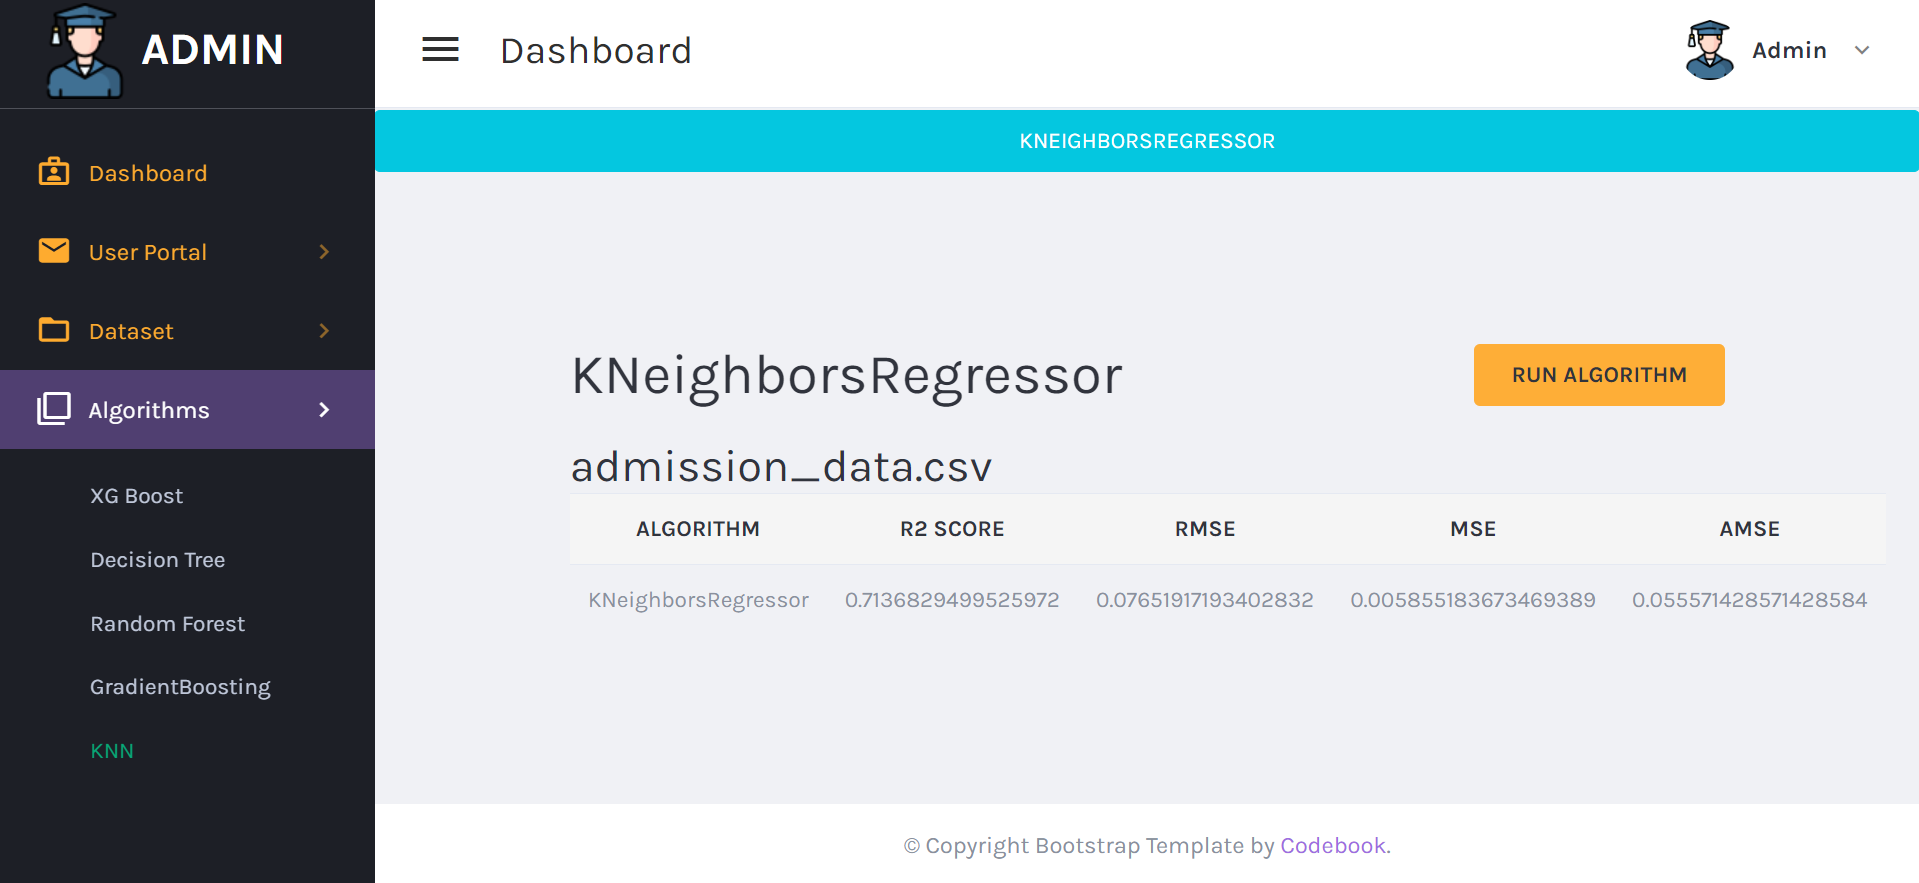 ADMIN
Dashboard
Admin
KNEIGHBORSREGRESSOR
Dashboard
User Portal
Dataset
Algorithms
XG Boost
Decision Tree
Random Forest
GradientBoosting
KNN
KNeighborsRegressor
RUN ALGORITHM
admission_data.csv
ALGORITHM R2 SCORE RMSE MSE AMSE
KNeighborsRegressor 0.7136829499525972 0.07651917193402832 0.005855183673469389 0.055571428571428584
© Copyright Bootstrap Template by Codebook.